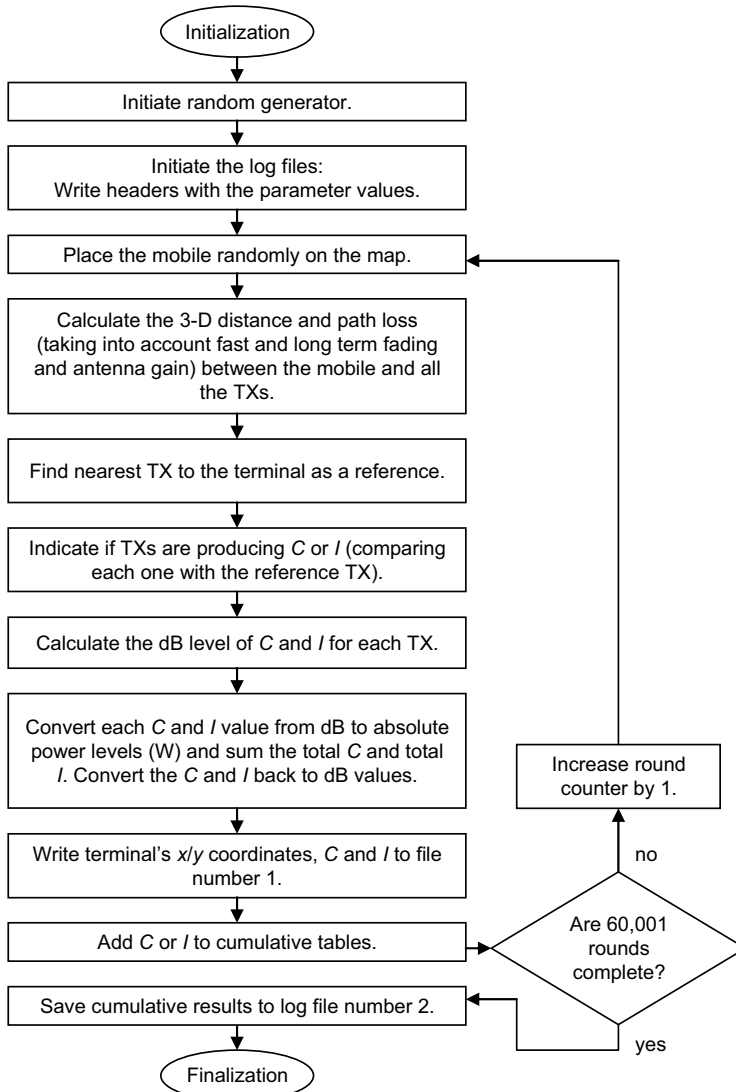 Initialization
Initiate random generator.
Initiate the log files:
Write headers with the parameter values.
Place the mobile randomly on the map.
Calculate the 3-D distance and path loss
(taking into account fast and long term fading
and antenna gain) between the mobile and all
the TXs.
Find nearest TX to the terminal as a reference.
Indicate if TXs are producing C or I (comparing
each one with the reference TX).
Calculate the dB level of C and I for each TX.
Convert each C and I value from dB to absolute
power levels (W) and sum the total C and total
I. Convert the C and I back to dB values.
Write terminal’s x/y coordinates, C and I to file
number 1.
Add C or I to cumulative tables.
Are 60,001
rounds
complete?
no
Increase round
counter by 1.
yes
Save cumulative results to log file number 2.
Finalization